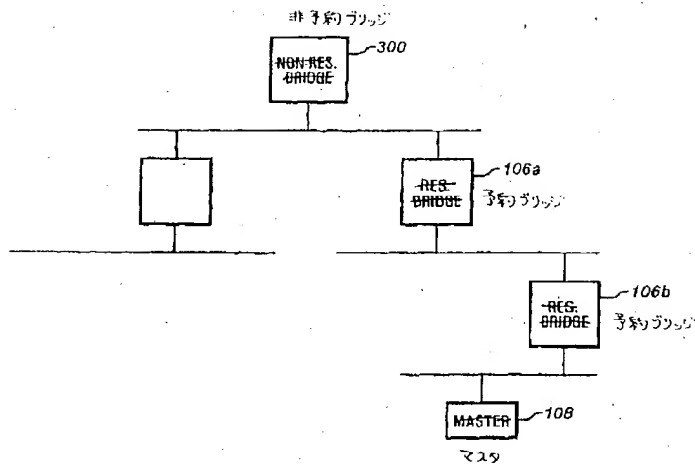 非予約ブリッジ
300
NON-RES.
BRIDGE
106a
RES.
BRIDGE
予約ブリッジ
106b
RES.
BRIDGE
予約ブリッジ
MASTER
108
マスタ